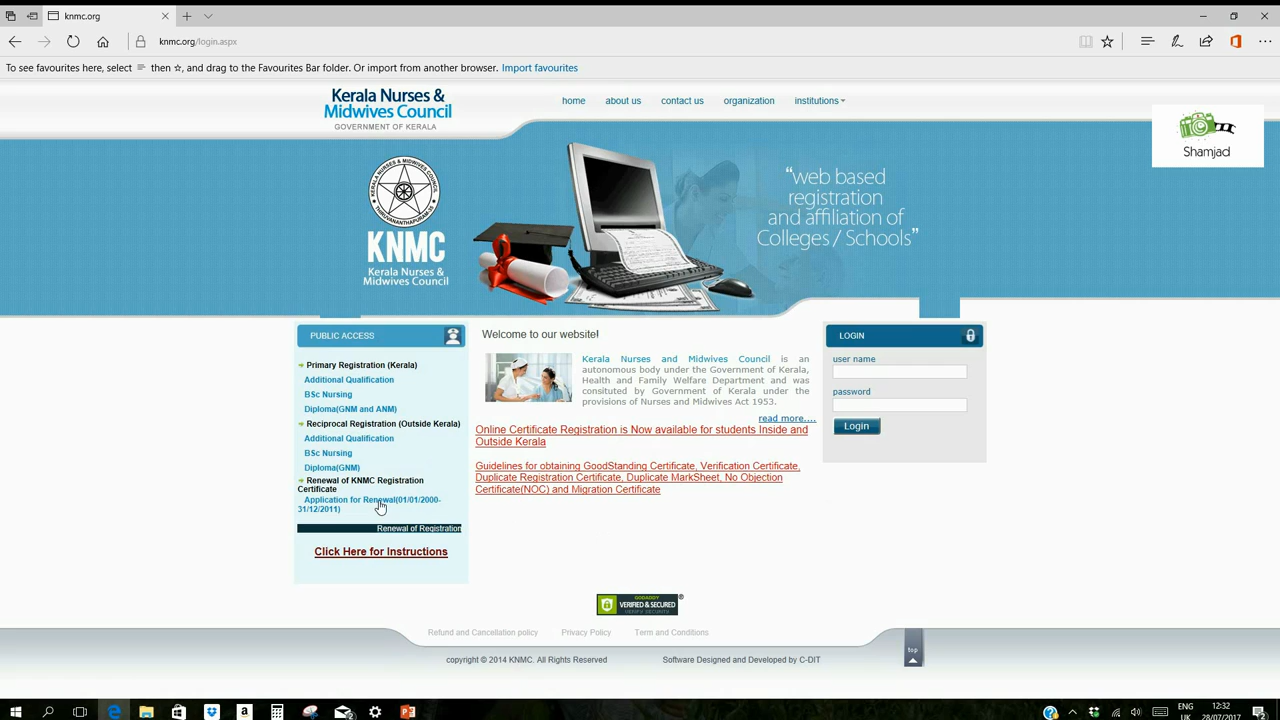 knmc.org
knmc.org/login.aspx
To see favourites here, select then ☆, and drag to the Favourites Bar folder. Or import from another browser. Import favourites
Kerala Nurses &
Midwives Council
GOVERNMENT OF KERALA
home about us contact us organization institutions
Shamjad
KERALA NURSES & MIDWIVES COUNCIL
THIRUVANANTHAPURAM
KNMC
Kerala Nurses &
Midwives Council
“web based
registration
and affiliation of
Colleges / Schools”
PUBLIC ACCESS
Primary Registration (Kerala)
Additional Qualification
BSc Nursing
Diploma(GNM and ANM)
Reciprocal Registration (Outside Kerala)
Additional Qualification
BSc Nursing
Diploma(GNM)
Renewal of KNMC Registration
Certificate
Application for Renewal(01/01/2000-
31/12/2011)
Renewal of Registration
Click Here for Instructions
Welcome to our website!
Kerala Nurses and Midwives Council is an
autonomous body under the Government of Kerala,
Health and Family Welfare Department and was
consituted by Government of Kerala under the
provisions of Nurses and Midwives Act 1953.
read more....
Online Certificate Registration is Now available for students Inside and
Outside Kerala
Guidelines for obtaining GoodStanding Certificate, Verification Certificate,
Duplicate Registration Certificate, Duplicate MarkSheet, No Objection
Certificate(NOC) and Migration Certificate
LOGIN
user name
password
Login
GODADDY
VERIFIED & SECURED
VERIFY SECURITY
Refund and Cancellation policy Privacy Policy Term and Conditions
top
copyright © 2014 KNMC. All Rights Reserved Software Designed and Developed by C-DIT
ENG
UK
12:32
28/07/2017